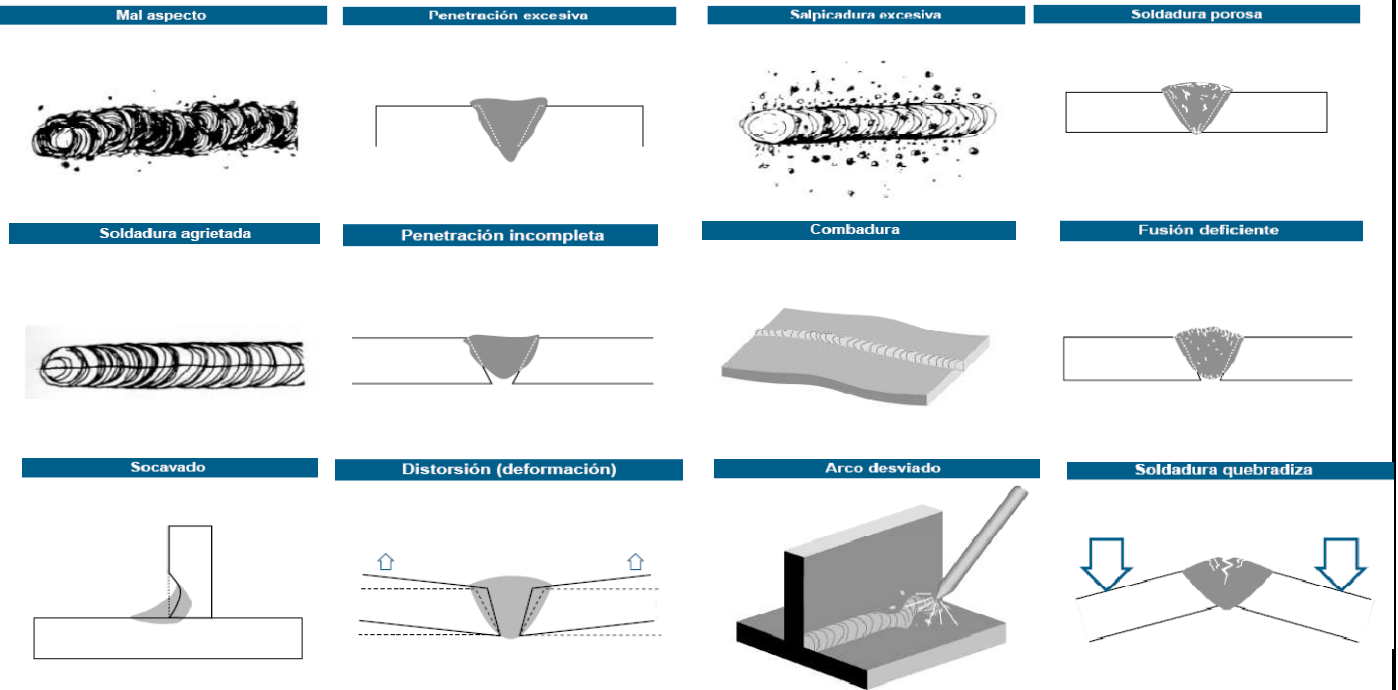 Mal aspecto
Penetración excesiva
Salpicadura excesiva
Soldadura porosa
Soldadura agrietada
Penetración incompleta
Combadura
Fusión deficiente
Socavado
Distorsión (deformación)
Arco desviado
Soldadura quebradiza